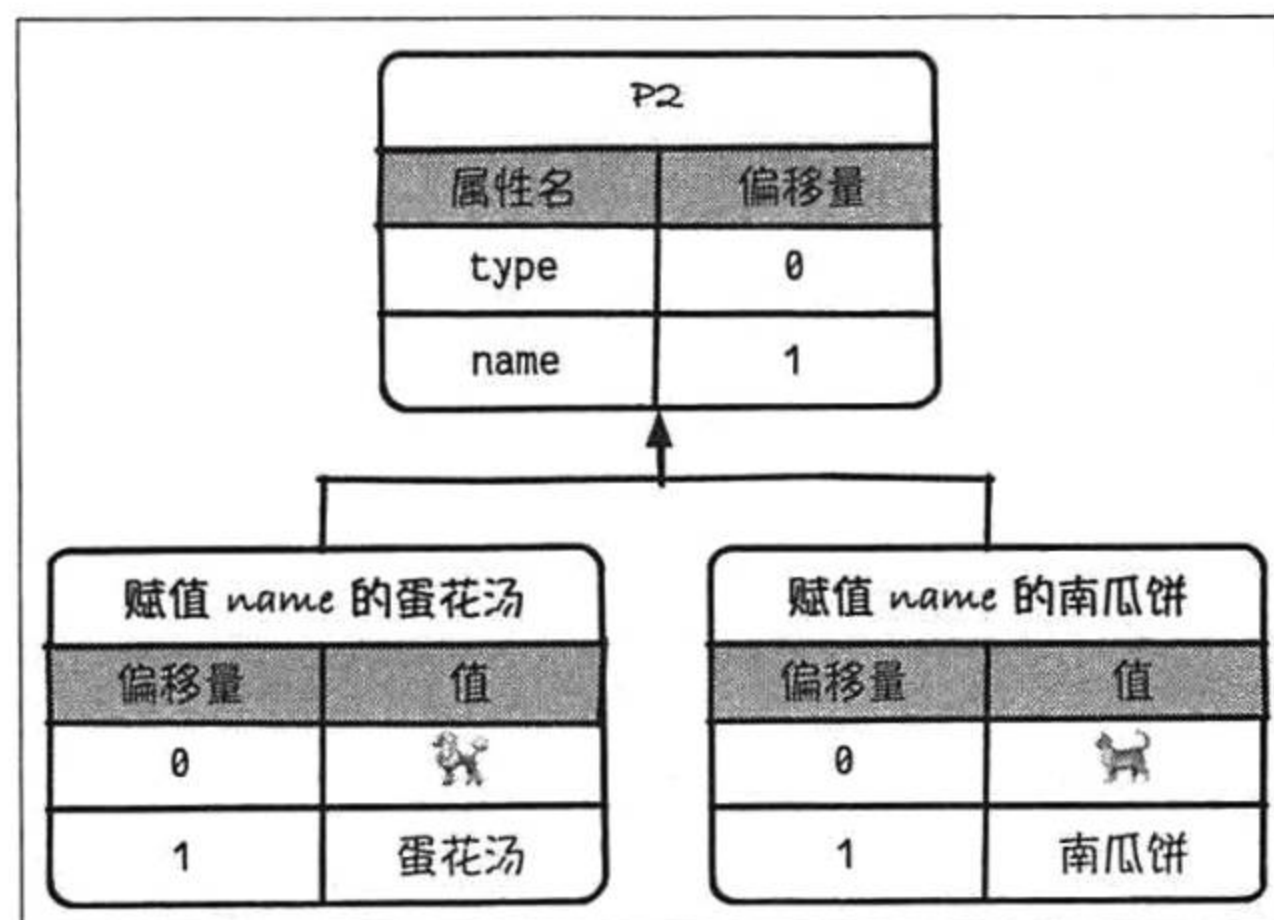 P2
属性名 偏移量
type 0
name 1
赋值 name 的蛋花汤
偏移量 值
0
1 蛋花汤
赋值 name 的南瓜饼
偏移量 值
0
1 南瓜饼